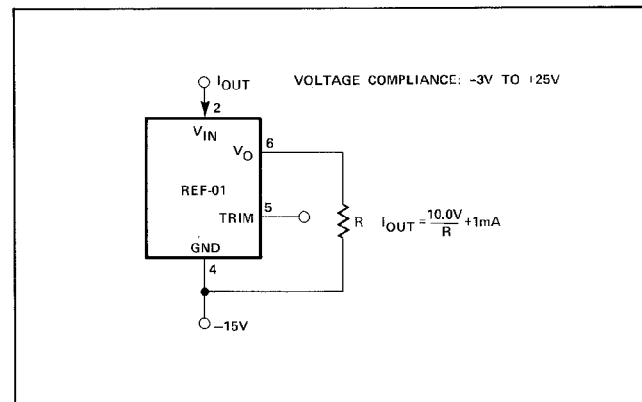 I_OUT
VOLTAGE COMPLIANCE: -3V TO +25V
2
V_IN
6
V_O
REF-01
5
TRIM
R
I_OUT = 10.0V/R + 1mA
GND
4
-15V